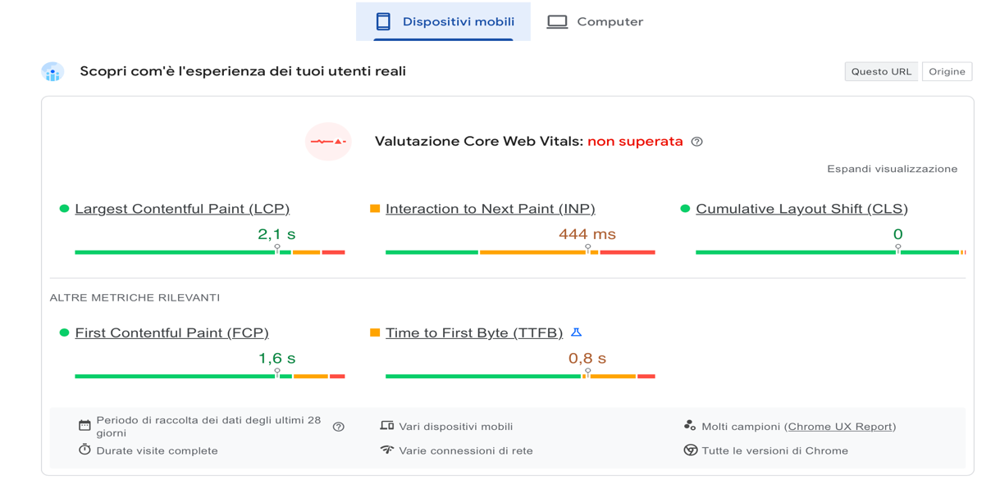 Dispositivi mobili
Computer
Scopri com'è l'esperienza dei tuoi utenti reali
Questo URL
Origine
Valutazione Core Web Vitals: non superata
Espandi visualizzazione
Largest Contentful Paint (LCP)
2,1 s
Interaction to Next Paint (INP)
444 ms
Cumulative Layout Shift (CLS)
0
ALTRE METRICHE RILEVANTI
First Contentful Paint (FCP)
1,6 s
Time to First Byte (TTFB)
0,8 s
Periodo di raccolta dei dati degli ultimi 28
giorni
Vari dispositivi mobili
Molti campioni (Chrome UX Report)
Durate visite complete
Varie connessioni di rete
Tutte le versioni di Chrome